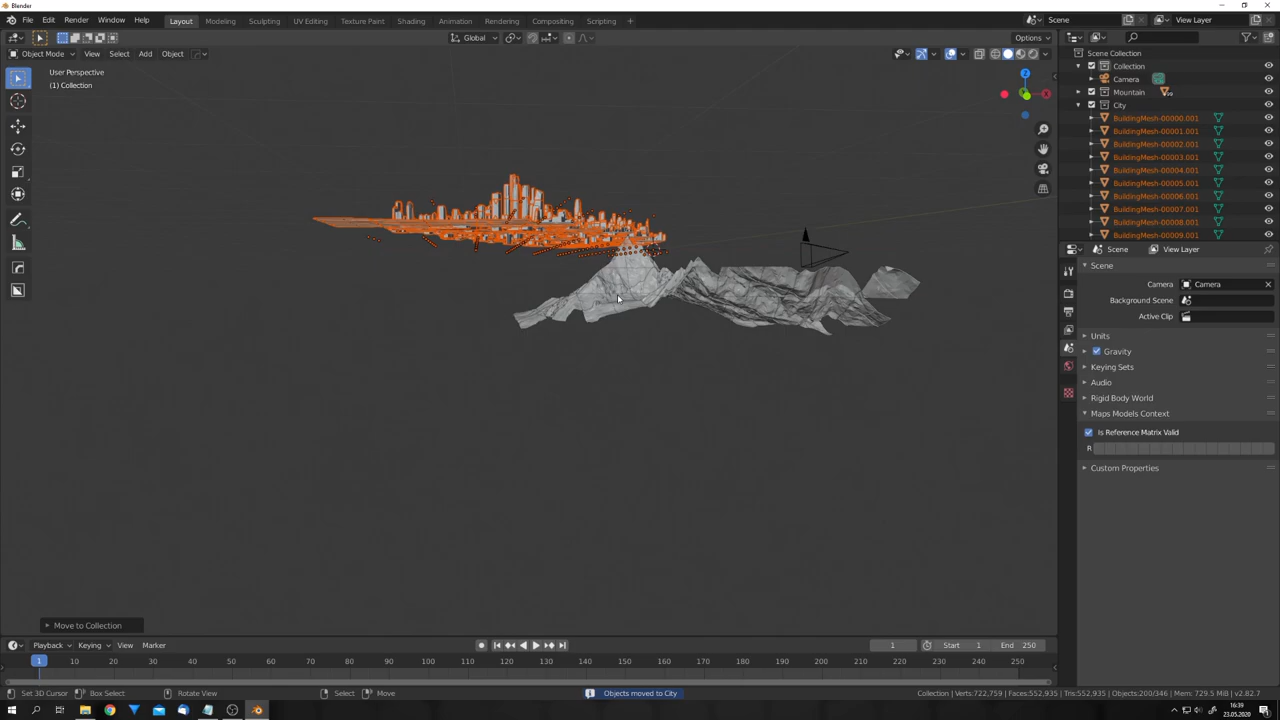 Blender
File Edit Render Window Help Layout Modeling Sculpting UV Editing Texture Paint Shading Animation Rendering Compositing Scripting + Scene View Layer
Global Options
Object Mode View Select Add Object
User Perspective
(1) Collection
Z
Scene Collection
Collection
Camera
Mountain
City
BuildingMesh-00000.001
BuildingMesh-00001.001
BuildingMesh-00002.001
BuildingMesh-00003.001
BuildingMesh-00004.001
BuildingMesh-00005.001
BuildingMesh-00006.001
BuildingMesh-00007.001
BuildingMesh-00008.001
BuildingMesh-00009.001
Scene View Layer
Scene
Camera Camera
Background Scene
Active Clip
Units
Gravity
Keying Sets
Audio
Rigid Body World
Maps Models Context
Is Reference Matrix Valid
R
Custom Properties
Move to Collection
Playback Keying View Marker 1 Start 1 End 250
1 10 20 30 40 50 60 70 80 90 100 110 120 130 140 150 160 170 180 190 200 210 220 230 240 250
Set 3D Cursor Box Select Rotate View Select Move Objects moved to City Collection | Verts:722,759 | Faces:552,935 | Tris:552,935 | Objects:200/346 | Mem: 729.5 MiB | v2.82.7
16:39
23.05.2020